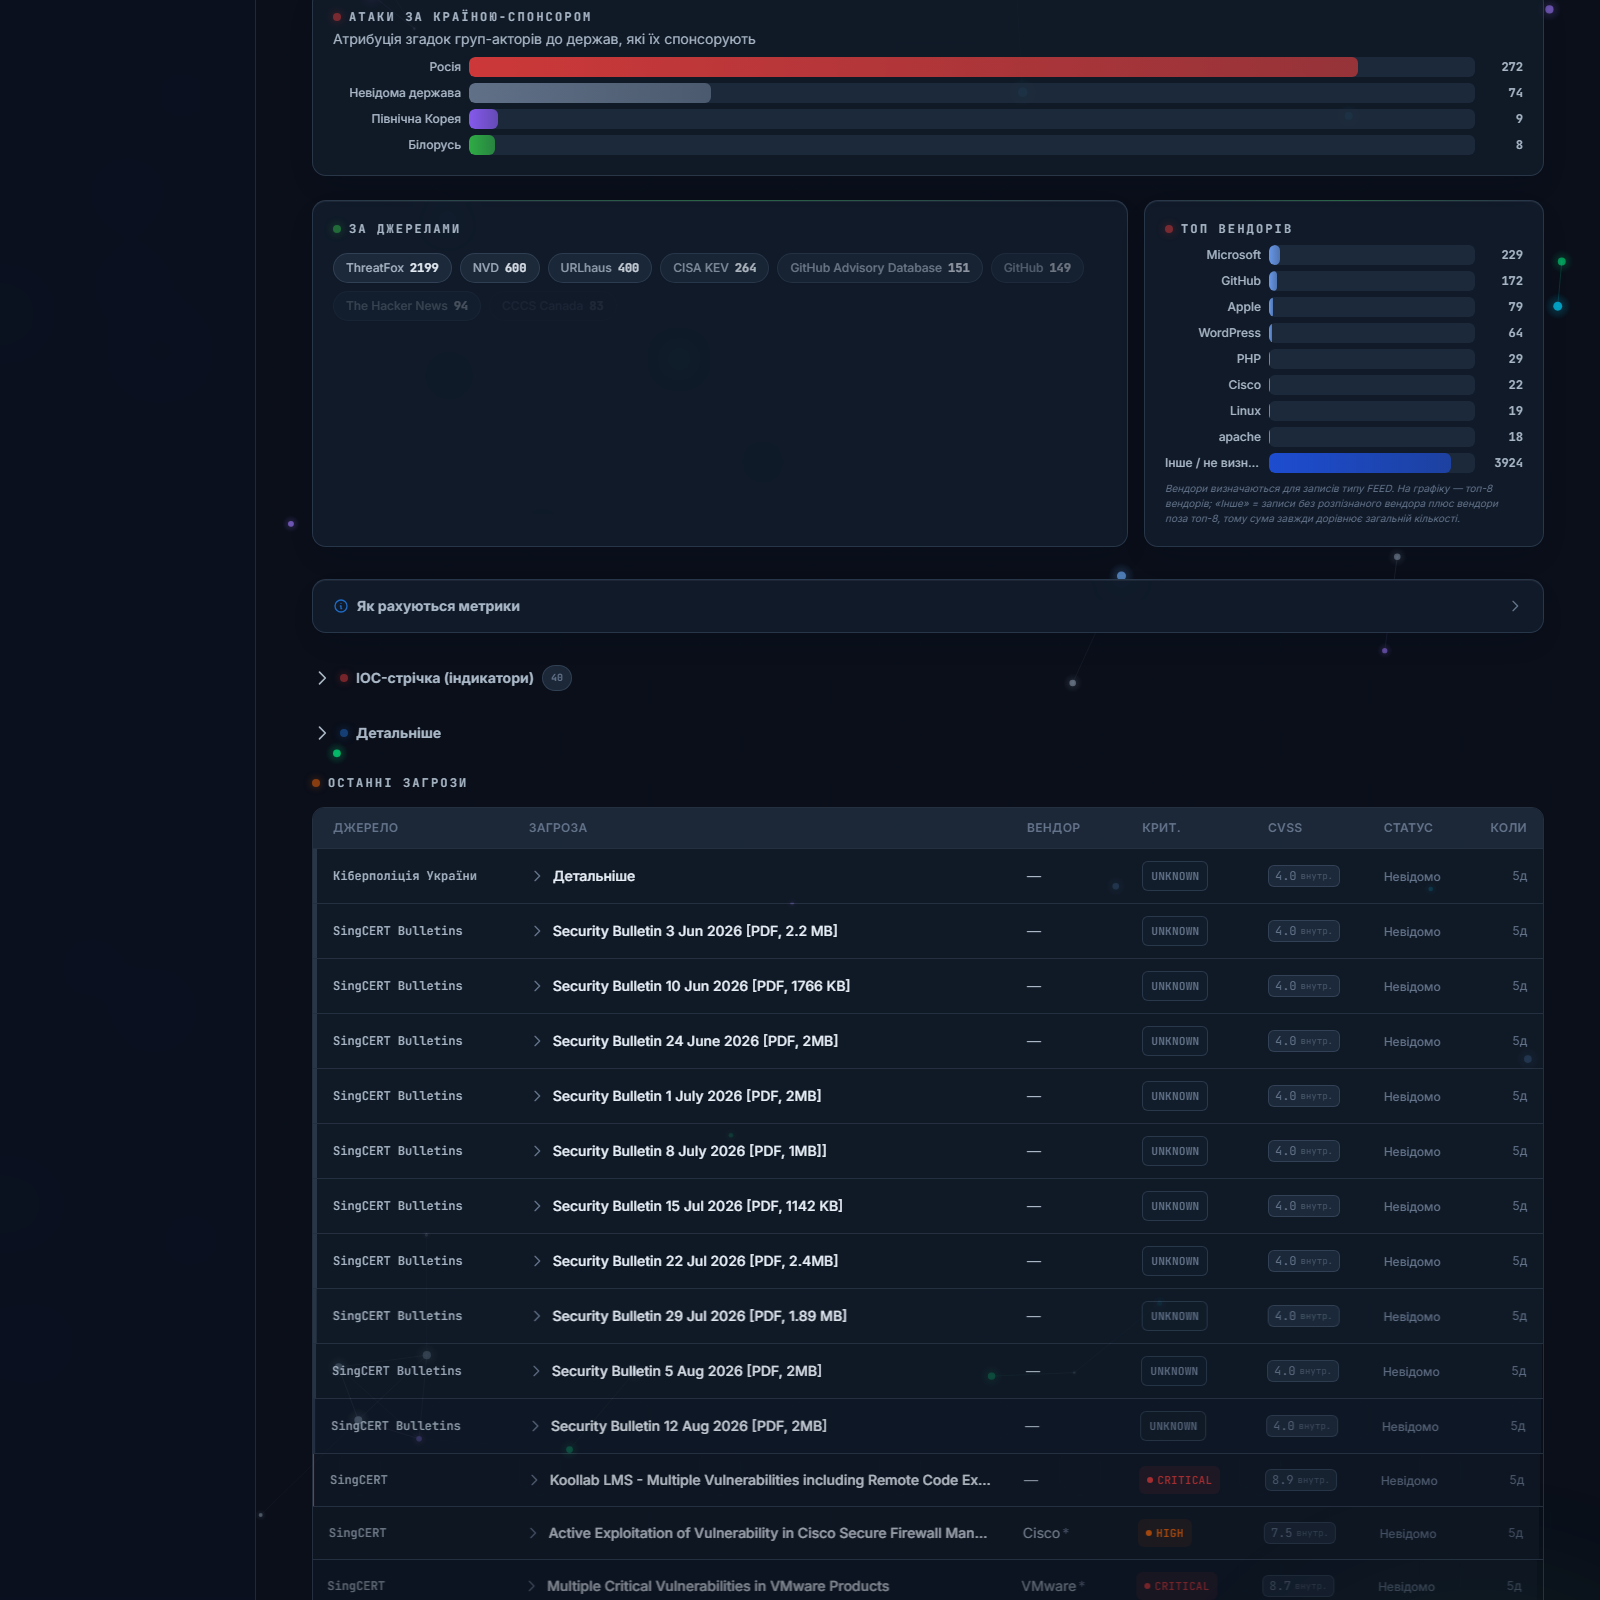 АТАКИ ЗА КРАЇНОЮ-СПОНСОРОМ
Атрибуція згадок груп-акторів до держав, які їх спонсорують
Росія 272
Невідома держава 74
Північна Корея 9
Білорусь 8
ЗА ДЖЕРЕЛАМИ
ThreatFox 2199 NVD 600 URLhaus 400 CISA KEV 264 GitHub Advisory Database 151 GitHub 149
The Hacker News 94 CCCS Canada 83
ТОП ВЕНДОРІВ
Microsoft 229
GitHub 172
Apple 79
WordPress 64
PHP 29
Cisco 22
Linux 19
apache 18
Інше / не визн... 3924
Вендори визначаються для записів типу FEED. На графіку — топ-8
вендорів; «Інше» = записи без розпізнаного вендора плюс вендори
поза топ-8, тому сума завжди дорівнює загальній кількості.
Як рахуються метрики
IOC-стрічка (індикатори) 40
Детальніше
ОСТАННІ ЗАГРОЗИ
ДЖЕРЕЛО ЗАГРОЗА ВЕНДОР КРИТ. CVSS СТАТУС КОЛИ
Кіберполіція України Детальніше — UNKNOWN 4.0 внутр. Невідомо 5д
SingCERT Bulletins Security Bulletin 3 Jun 2026 [PDF, 2.2 MB] — UNKNOWN 4.0 внутр. Невідомо 5д
SingCERT Bulletins Security Bulletin 10 Jun 2026 [PDF, 1766 KB] — UNKNOWN 4.0 внутр. Невідомо 5д
SingCERT Bulletins Security Bulletin 24 June 2026 [PDF, 2MB] — UNKNOWN 4.0 внутр. Невідомо 5д
SingCERT Bulletins Security Bulletin 1 July 2026 [PDF, 2MB] — UNKNOWN 4.0 внутр. Невідомо 5д
SingCERT Bulletins Security Bulletin 8 July 2026 [PDF, 1MB]] — UNKNOWN 4.0 внутр. Невідомо 5д
SingCERT Bulletins Security Bulletin 15 Jul 2026 [PDF, 1142 KB] — UNKNOWN 4.0 внутр. Невідомо 5д
SingCERT Bulletins Security Bulletin 22 Jul 2026 [PDF, 2.4MB] — UNKNOWN 4.0 внутр. Невідомо 5д
SingCERT Bulletins Security Bulletin 29 Jul 2026 [PDF, 1.89 MB] — UNKNOWN 4.0 внутр. Невідомо 5д
SingCERT Bulletins Security Bulletin 5 Aug 2026 [PDF, 2MB] — UNKNOWN 4.0 внутр. Невідомо 5д
SingCERT Bulletins Security Bulletin 12 Aug 2026 [PDF, 2MB] — UNKNOWN 4.0 внутр. Невідомо 5д
SingCERT Koollab LMS - Multiple Vulnerabilities including Remote Code Ex... — CRITICAL 8.9 внутр. Невідомо 5д
SingCERT Active Exploitation of Vulnerability in Cisco Secure Firewall Man... Cisco * HIGH 7.5 внутр. Невідомо 5д
SingCERT Multiple Critical Vulnerabilities in VMware Products VMware * CRITICAL 8.7 внутр. Невідомо 5д